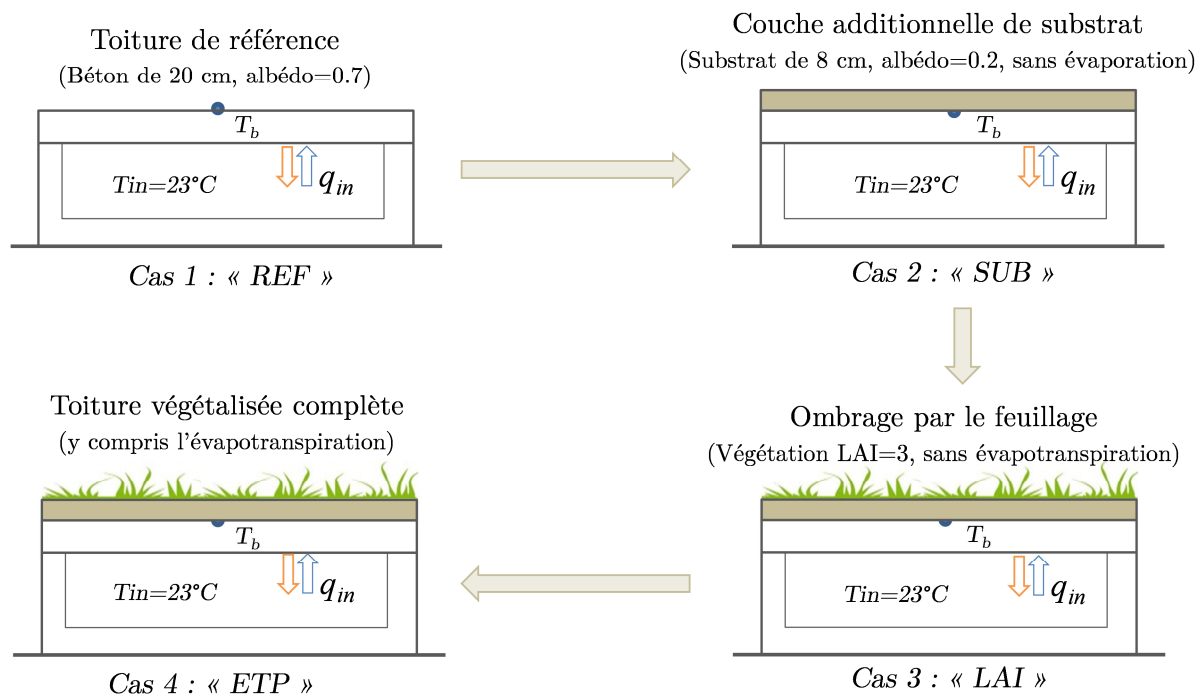 Toiture de référence
(Béton de 20 cm, albédo=0.7)
T_b
Tin=23°C
q_in
Cas 1 : « REF »
Couche additionnelle de substrat
(Substrat de 8 cm, albédo=0.2, sans évaporation)
T_b
Tin=23°C
q_in
Cas 2 : « SUB »
Toiture végétalisée complète
(y compris l'évapotranspiration)
T_b
Tin=23°C
q_in
Cas 4 : « ETP »
Ombrage par le feuillage
(Végétation LAI=3, sans évapotranspiration)
T_b
Tin=23°C
q_in
Cas 3 : « LAI »